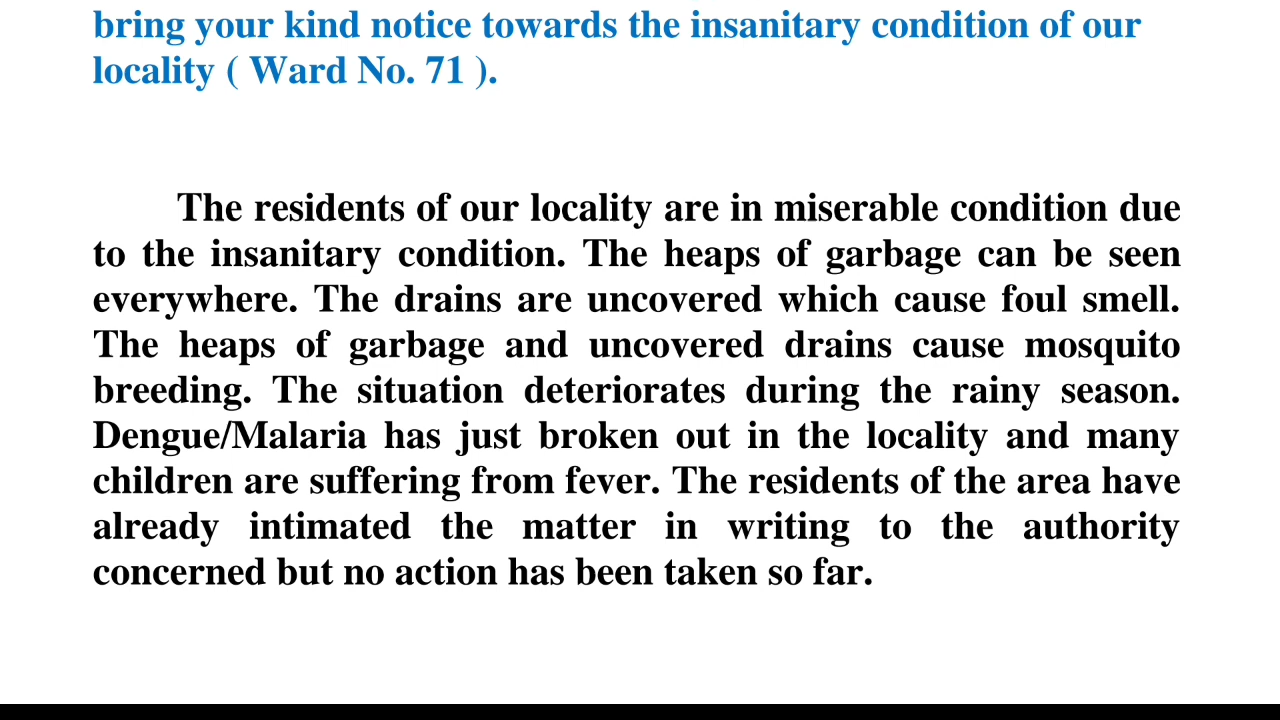 bring your kind notice towards the insanitary condition of our
locality ( Ward No. 71 ).
The residents of our locality are in miserable condition due
to the insanitary condition. The heaps of garbage can be seen
everywhere. The drains are uncovered which cause foul smell.
The heaps of garbage and uncovered drains cause mosquito
breeding. The situation deteriorates during the rainy season.
Dengue/Malaria has just broken out in the locality and many
children are suffering from fever. The residents of the area have
already intimated the matter in writing to the authority
concerned but no action has been taken so far.